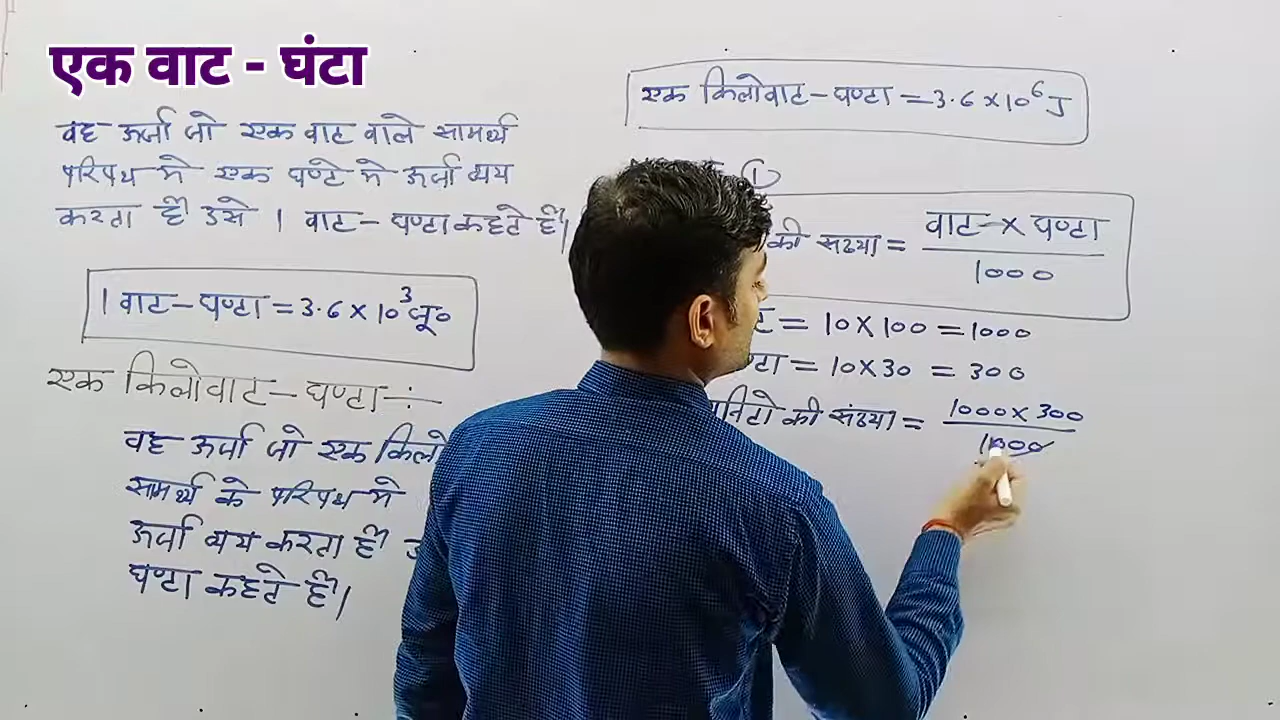 एक वाट - घंटा
वह ऊर्जा जो एक वाट वाले सामर्थ
परिपथ मे एक घण्टे मे ऊर्जा व्यय
करता है उसे 1 वाट-घण्टा कहते है।
1 वाट-घण्टा = 3.6 × 10³ जू०
एक किलोवाट-घण्टा ÷
वह ऊर्जा जो एक किलो
सामर्थ के परिपथ मे
ऊर्जा व्यय करता है
घण्टा कहते है।
एक किलोवाट-घण्टा = 3.6 × 10⁶ J
①
की संख्या = वाट × घण्टा / 1000
= 10 × 100 = 1000
= 10 × 30 = 300
की संख्या = 1000 × 300 / 1000